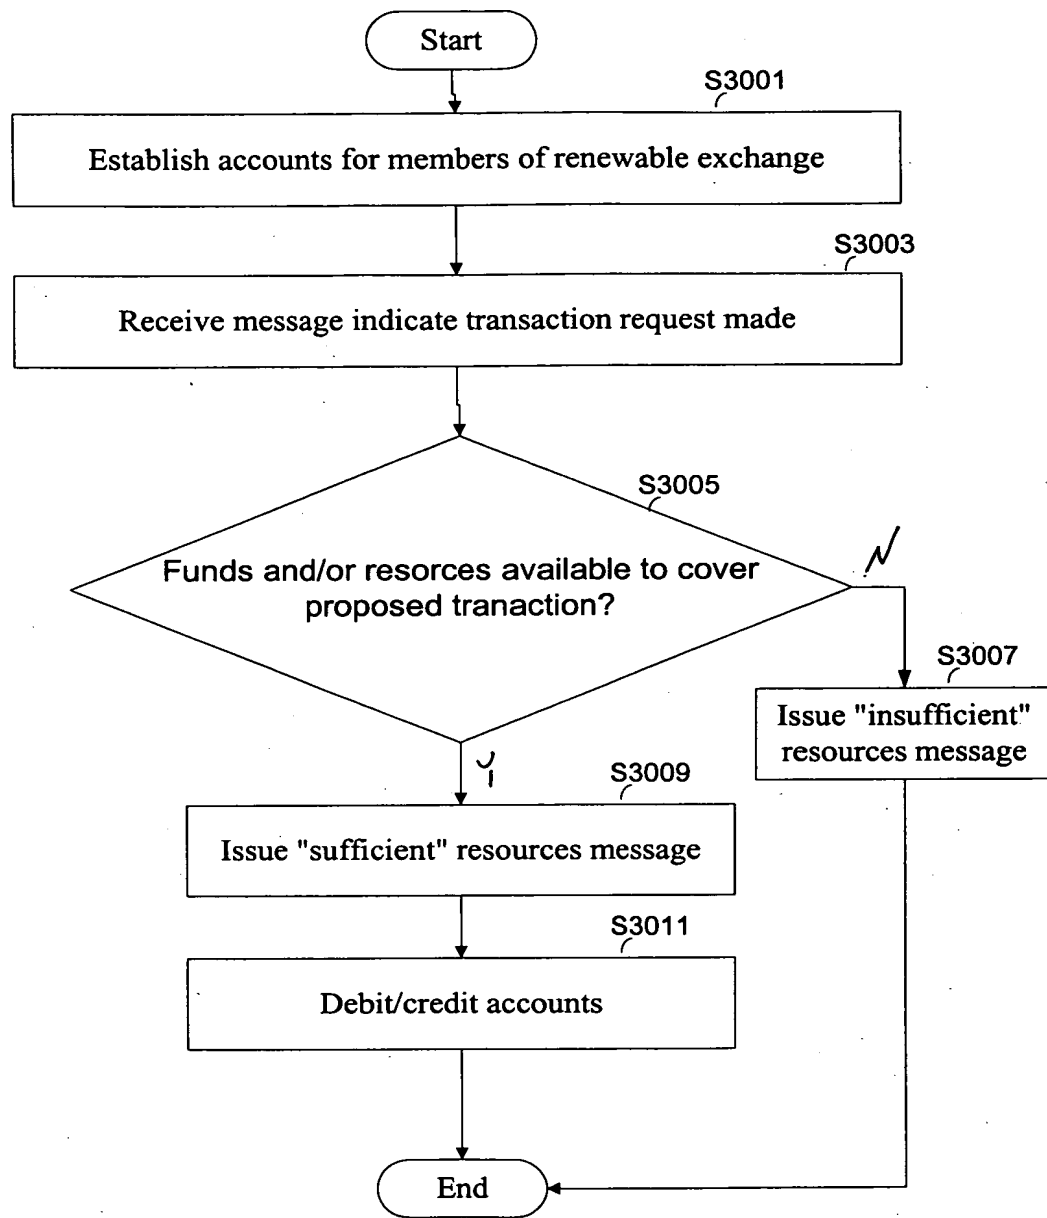 Start
S3001
Establish accounts for members of renewable exchange
S3003
Receive message indicate transaction request made
S3005
Funds and/or resorces available to cover
proposed tranaction?
N
S3007
Issue "insufficient"
resources message
Y
S3009
Issue "sufficient" resources message
S3011
Debit/credit accounts
End